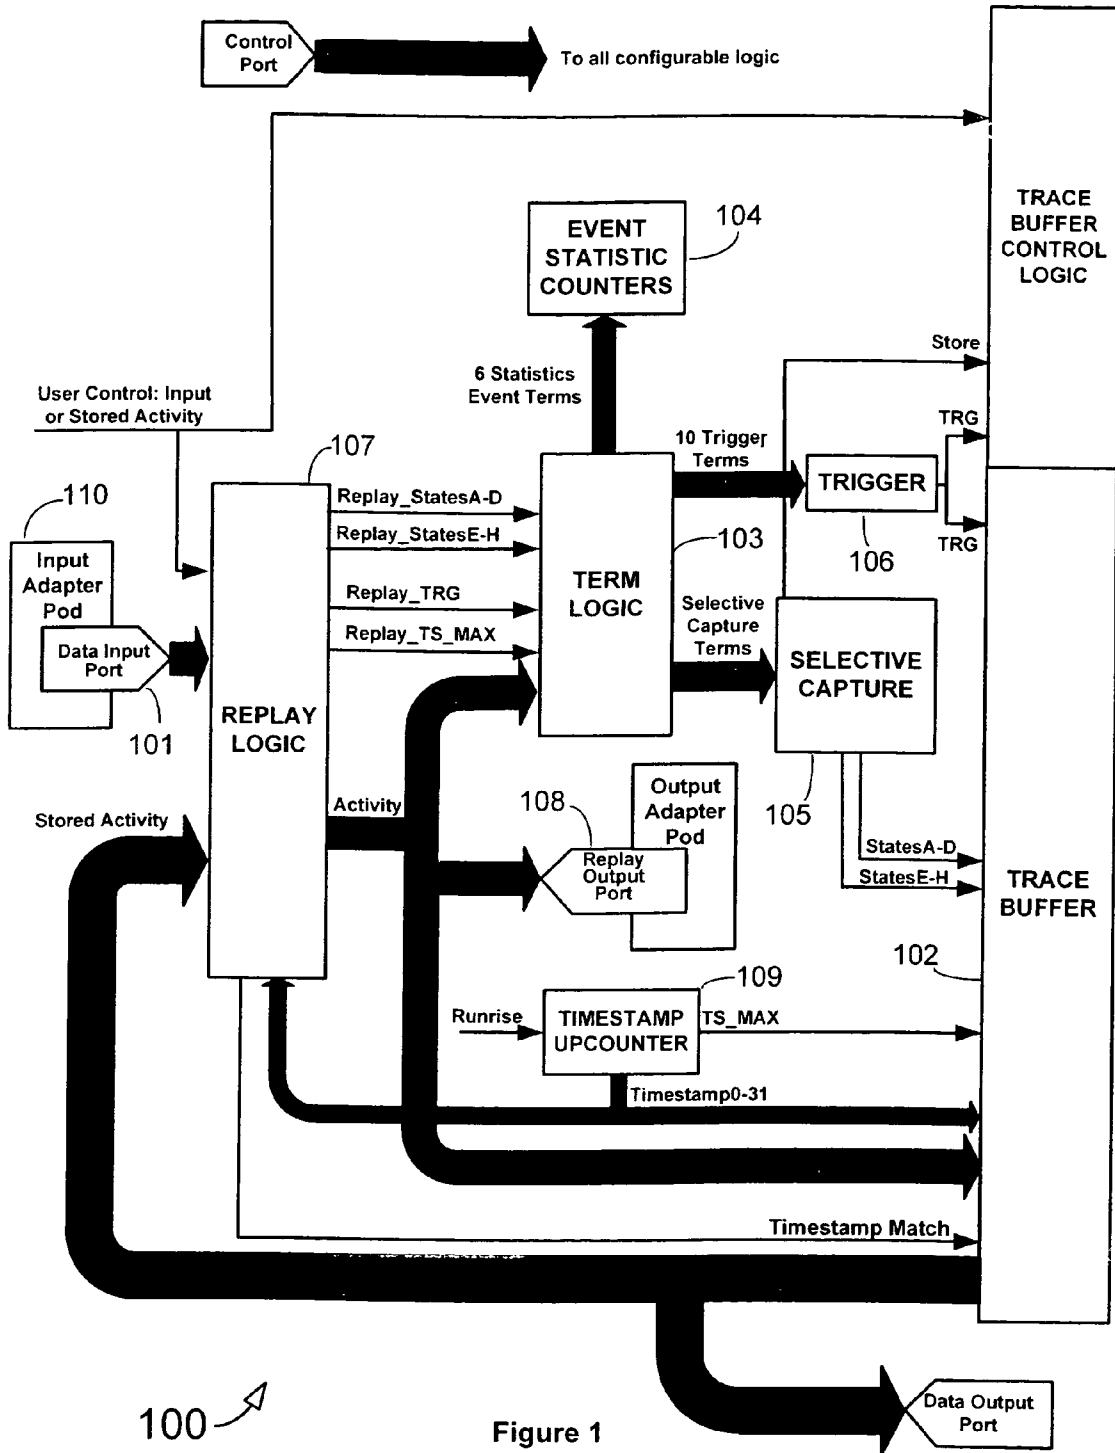 Control
Port
To all configurable logic
TRACE
BUFFER
CONTROL
LOGIC
EVENT
STATISTIC
COUNTERS
104
Store
6 Statistics
Event Terms
User Control: Input
or Stored Activity
TRG
10 Trigger
Terms
107
TRIGGER
110
Replay_StatesA-D
Replay_StatesE-H
103
TRG
106
Input
Adapter
Pod
TERM
LOGIC
Replay_TRG
Selective
Capture
Terms
Replay_TS_MAX
Data Input
Port
SELECTIVE
CAPTURE
REPLAY
LOGIC
101
Output
Adapter
Pod
108
105
Activity
Stored Activity
StatesA-D
Replay
Output
Port
StatesE-H
TRACE
BUFFER
102
109
Runrise
TIMESTAMP
UPCOUNTER
TS_MAX
Timestamp0-31
Timestamp Match
100
Figure 1
Data Output
Port